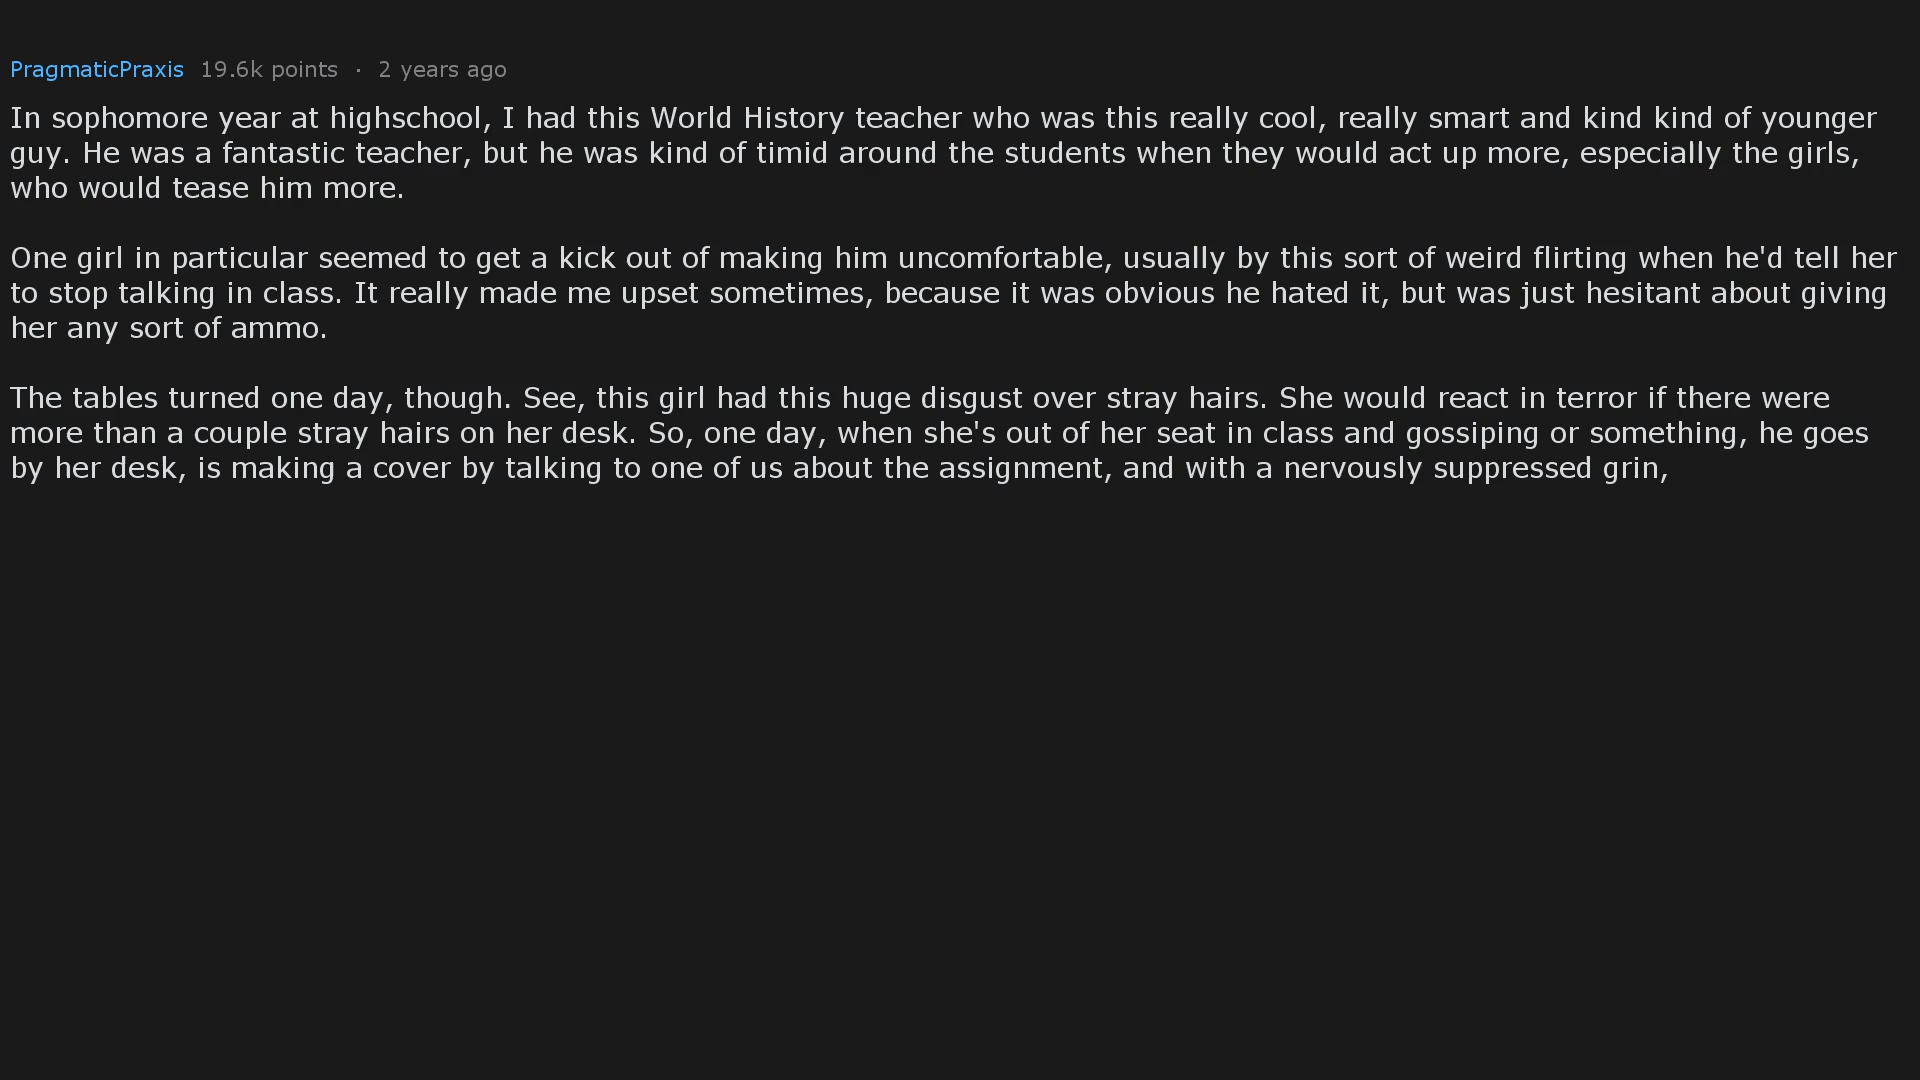 PragmaticPraxis 19.6k points · 2 years ago
In sophomore year at highschool, I had this World History teacher who was this really cool, really smart and kind kind of younger
guy. He was a fantastic teacher, but he was kind of timid around the students when they would act up more, especially the girls,
who would tease him more.
One girl in particular seemed to get a kick out of making him uncomfortable, usually by this sort of weird flirting when he'd tell her
to stop talking in class. It really made me upset sometimes, because it was obvious he hated it, but was just hesitant about giving
her any sort of ammo.
The tables turned one day, though. See, this girl had this huge disgust over stray hairs. She would react in terror if there were
more than a couple stray hairs on her desk. So, one day, when she's out of her seat in class and gossiping or something, he goes
by her desk, is making a cover by talking to one of us about the assignment, and with a nervously suppressed grin,